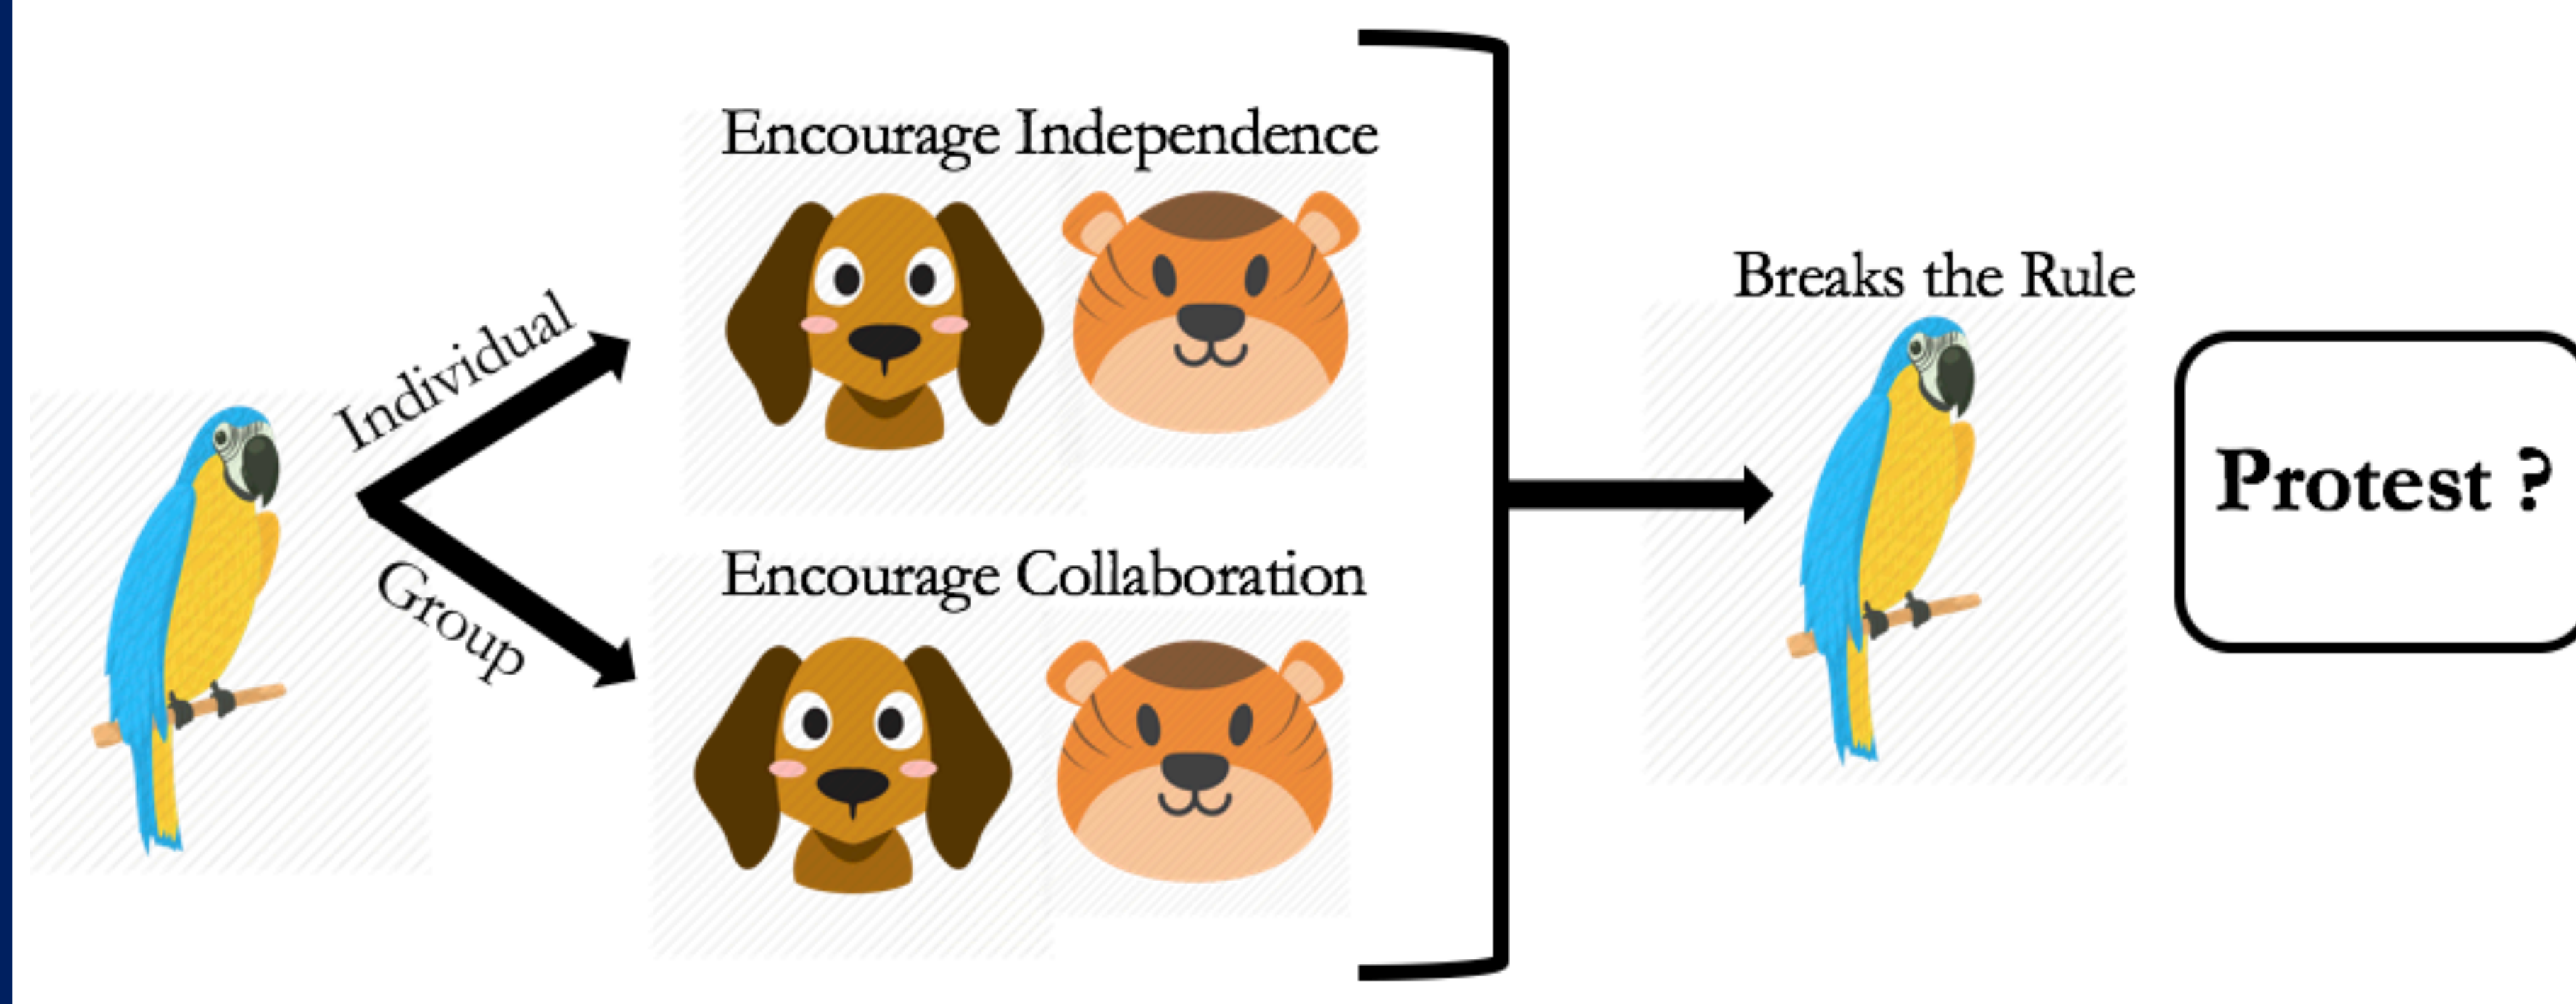 Individual
Group
Encourage Independence
Encourage Collaboration
Breaks the Rule
Protest ?